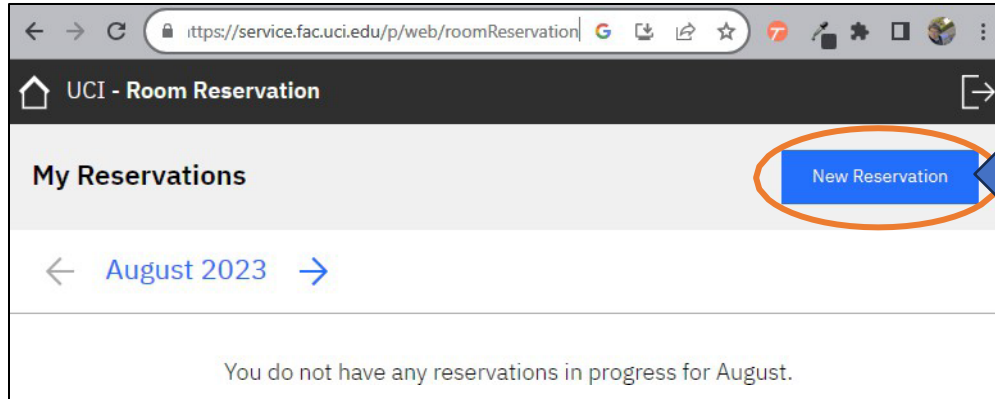 ttps://service.fac.uci.edu/p/web/roomReservation
UCI - Room Reservation
My Reservations
New Reservation
August 2023
You do not have any reservations in progress for August.